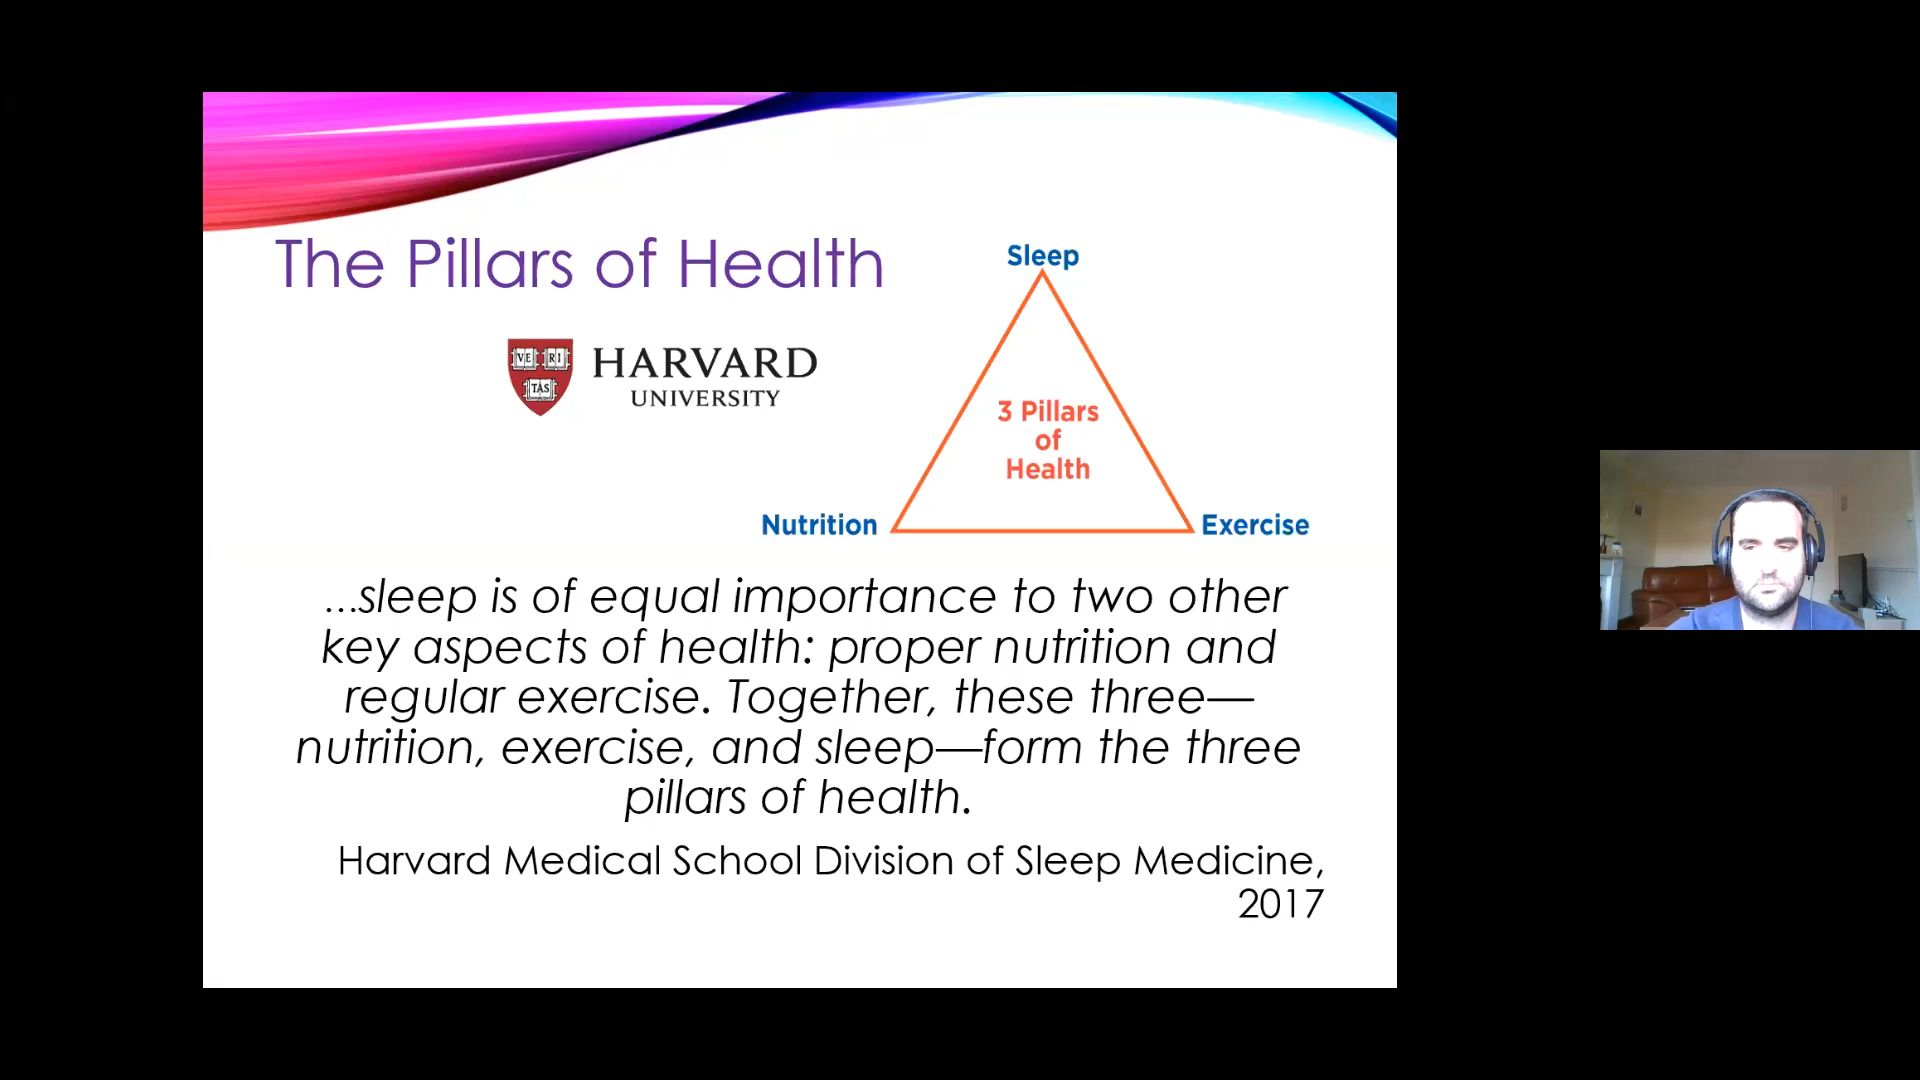 The Pillars of Health
VE RI
TAS
HARVARD
UNIVERSITY
Sleep
3 Pillars
of
Health
Nutrition
Exercise
...sleep is of equal importance to two other
key aspects of health: proper nutrition and
regular exercise. Together, these three—
nutrition, exercise, and sleep—form the three
pillars of health.
Harvard Medical School Division of Sleep Medicine,
2017